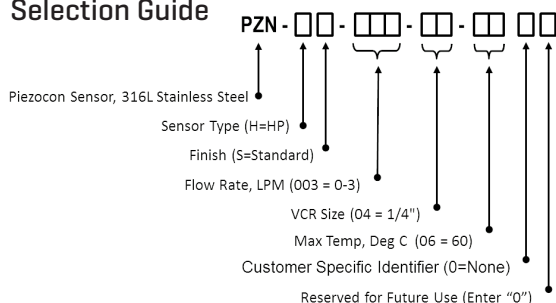 Selection Guide
PZN - □□ - □□□ - □□ - □□ □□
Piezocon Sensor, 316L Stainless Steel
Sensor Type (H=HP)
Finish (S=Standard)
Flow Rate, LPM (003 = 0-3)
VCR Size (04 = 1/4")
Max Temp, Deg C (06 = 60)
Customer Specific Identifier (0=None)
Reserved for Future Use (Enter “0”)